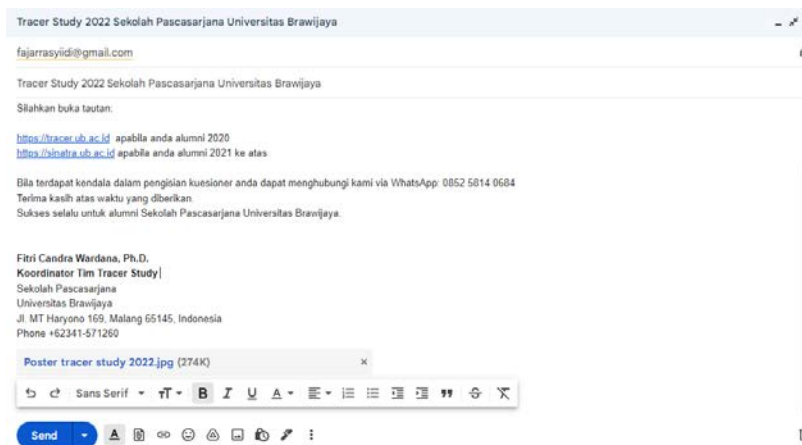 Tracer Study 2022 Sekolah Pascasarjana Universitas Brawijaya
fajarrasyiidi@gmail.com
Tracer Study 2022 Sekolah Pascasarjana Universitas Brawijaya
Silahkan buka tautan:
https://tracer.ub.ac.id apabila anda alumni 2020
https://sinatra.ub.ac.id apabila anda alumni 2021 ke atas
Bila terdapat kendala dalam pengisian kuesioner anda dapat menghubungi kami via WhatsApp: 0852 5814 0684
Terima kasih atas waktu yang diberikan.
Sukses selalu untuk alumni Sekolah Pascasarjana Universitas Brawijaya.
Fitri Candra Wardana, Ph.D.
Koordinator Tim Tracer Study
Sekolah Pascasarjana
Universitas Brawijaya
Jl. MT Haryono 169, Malang 65145, Indonesia
Phone +62341-571260
Poster tracer study 2022.jpg (274K)
Sans Serif
Send